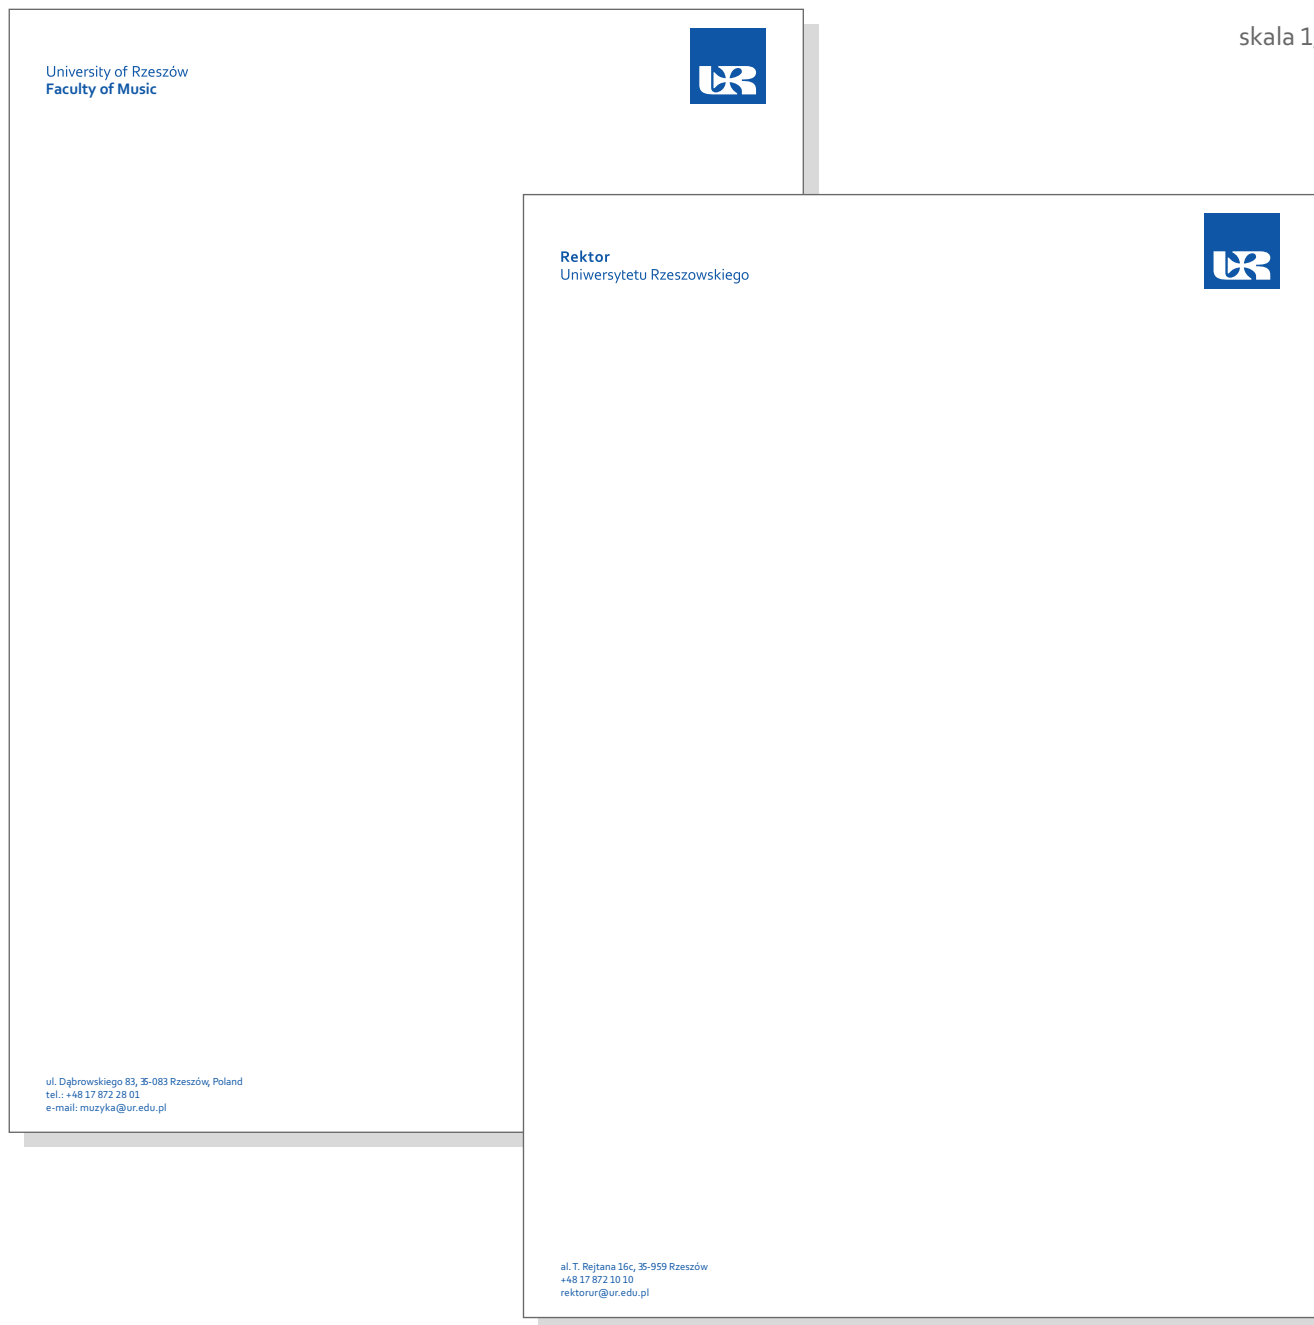 skala 1,
University of Rzeszów
Faculty of Music
UR
Rektor
Uniwersytetu Rzeszowskiego
UR
ul. Dąbrowskiego 83, 35-083 Rzeszów, Poland
tel.: +48 17 872 28 01
e-mail: muzyka@ur.edu.pl
al. T. Rejtana 16c, 35-959 Rzeszów
+48 17 872 10 10
rektorur@ur.edu.pl